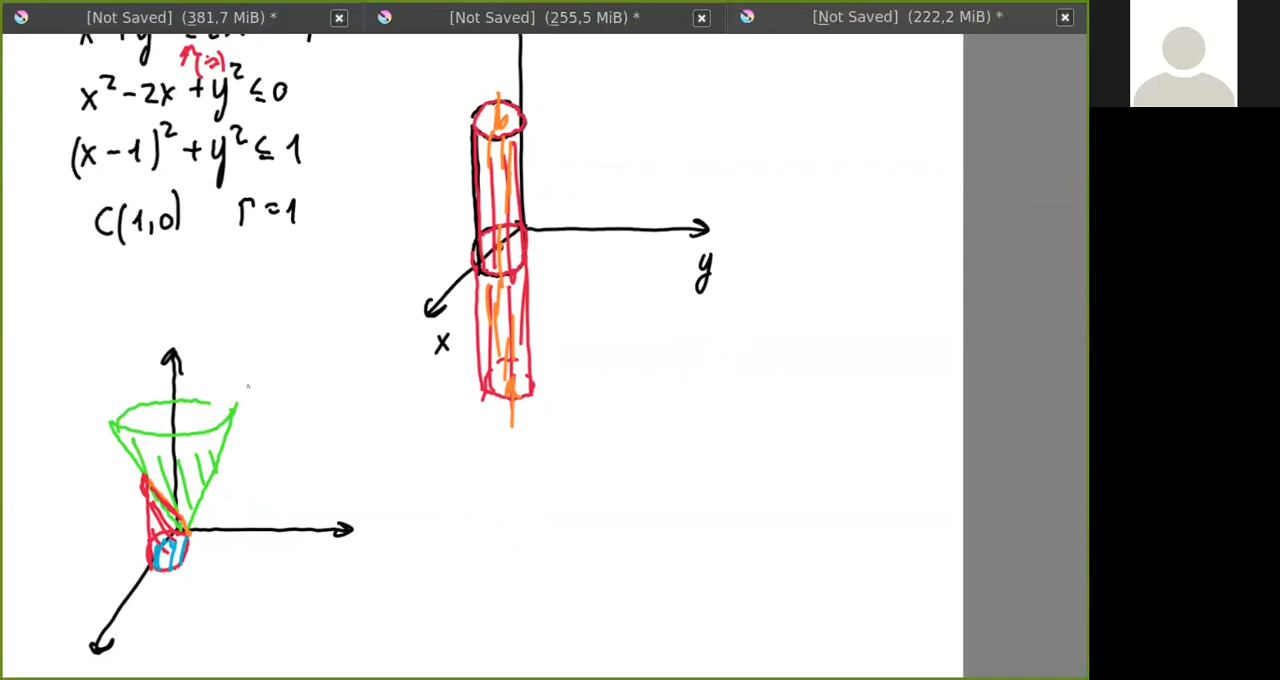 [Not Saved] (381,7 MiB) *
[Not Saved] (255,5 MiB) *
[Not Saved] (222,2 MiB) *
x² - 2x + y² ≤ 0
(x - 1)² + y² ≤ 1
C(1,0) r = 1
y
x